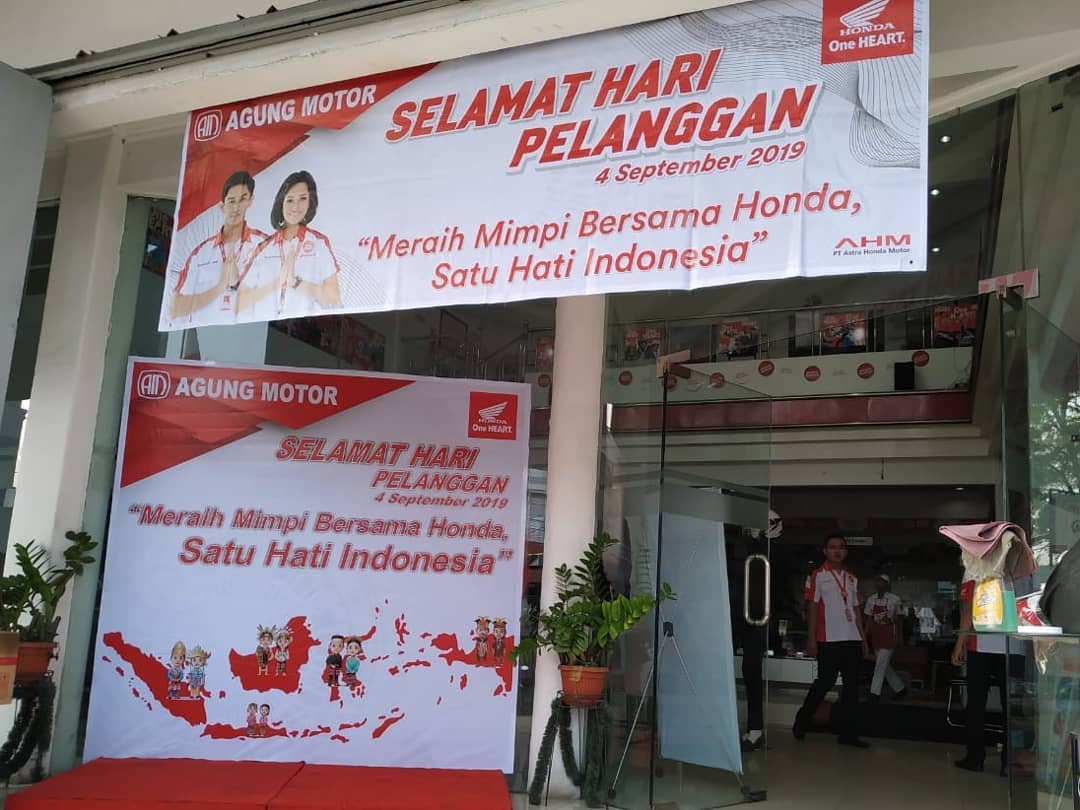 AGUNG MOTOR
SELAMAT HARI
PELANGGAN
4 September 2019
"Meraih Mimpi Bersama Honda,
Satu Hati Indonesia"
HONDA
One HEART.
AHM
PT Astra Honda Motor
AGUNG MOTOR
HONDA
One HEART.
SELAMAT HARI
PELANGGAN
4 September 2019
"Meraih Mimpi Bersama Honda,
Satu Hati Indonesia"